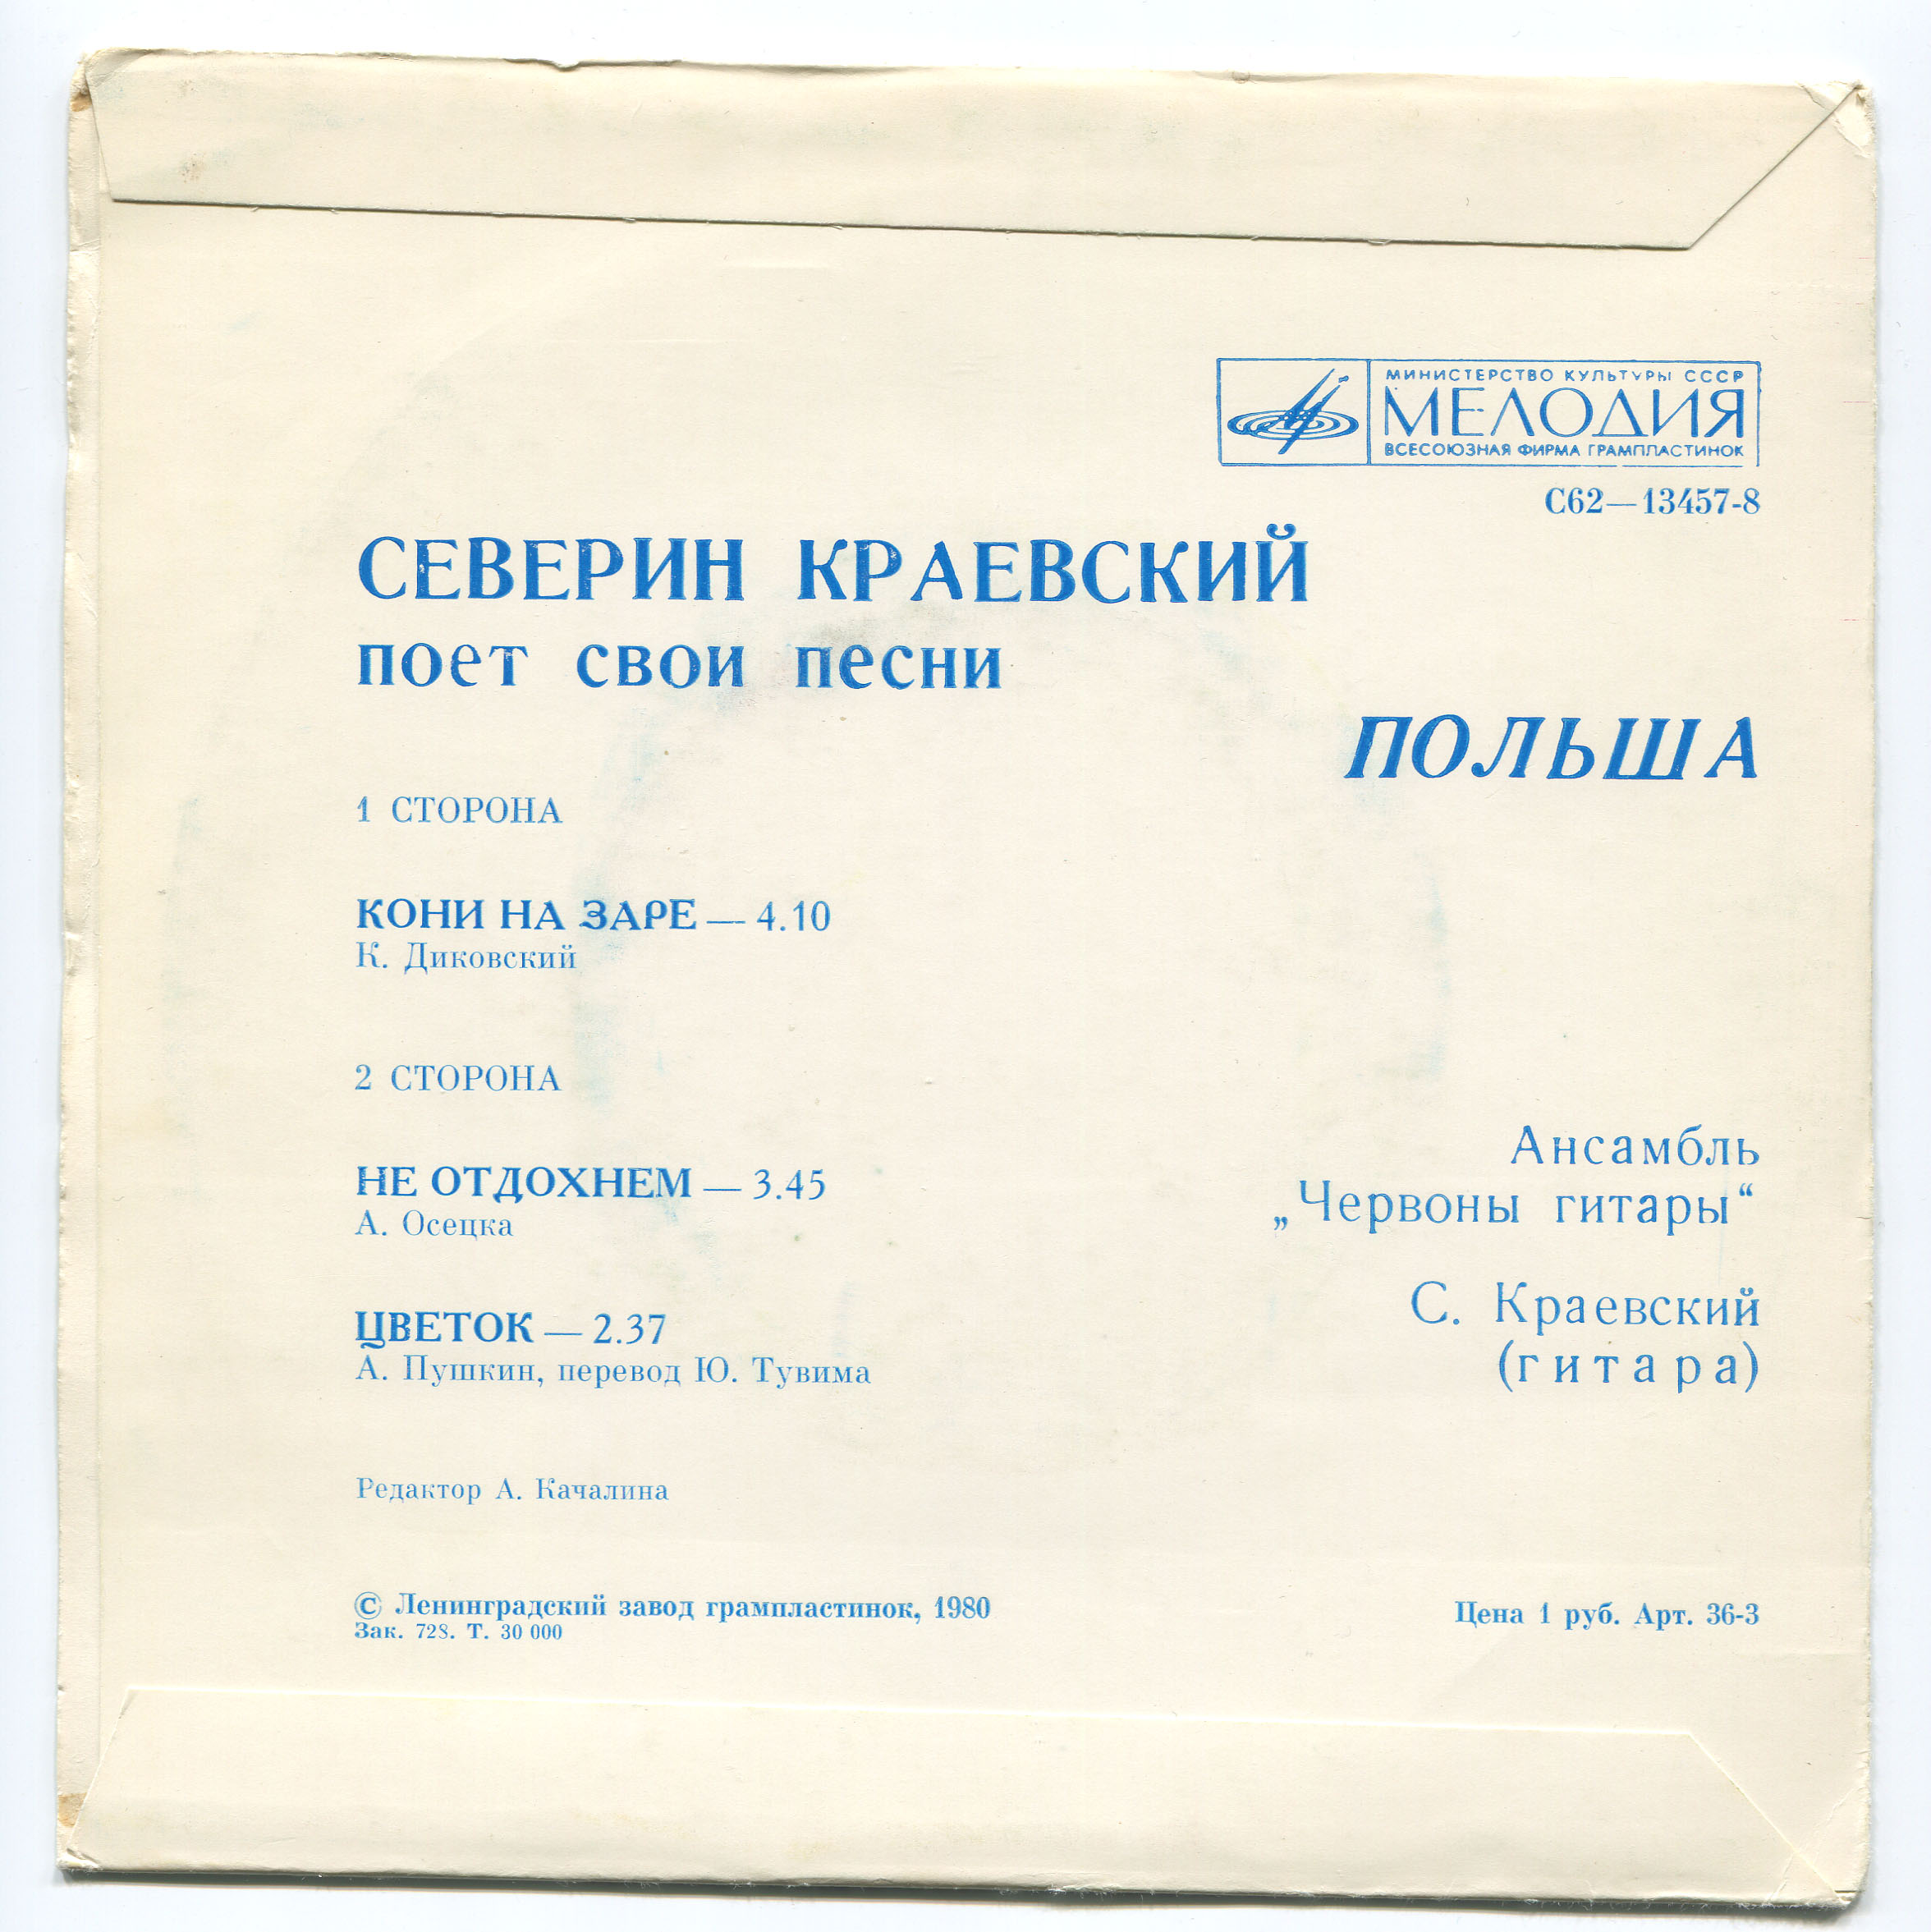 МИНИСТЕРСТВО КУЛЬТУРЫ СССР
МЕЛОДИЯ
ВСЕСОЮЗНАЯ ФИРМА ГРАМПЛАСТИНОК
С62—13457-8
СЕВЕРИН КРАЕВСКИЙ
поет свои песни
ПОЛЬША
1 СТОРОНА
КОНИ НА ЗАРЕ — 4.10
К. Диковский
2 СТОРОНА
НЕ ОТДОХНЕМ — 3.45
А. Осецка
ЦВЕТОК — 2.37
А. Пушкин, перевод Ю. Тувима
Ансамбль
„Червоны гитары“
С. Краевский
(гитара)
Редактор А. Качалина
© Ленинградский завод грампластинок, 1980
Зак. 728. Т. 30 000
Цена 1 руб. Арт. 36-3